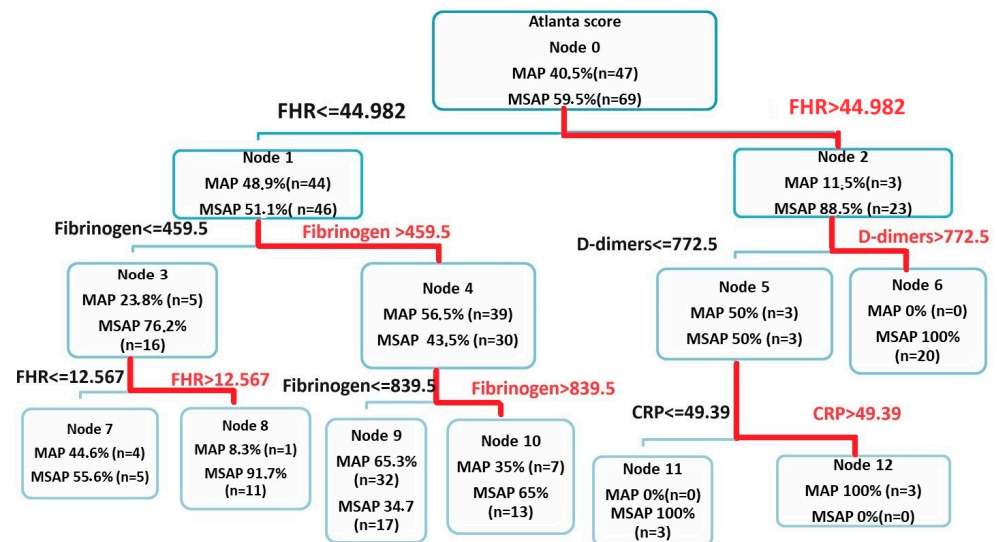 Atlanta score
Node 0
MAP 40.5%(n=47)
MSAP 59.5%(n=69)
FHR<=44.982
FHR>44.982
Node 1
MAP 48.9%(n=44)
MSAP 51.1%( n=46)
Node 2
MAP 11.5%(n=3)
MSAP 88.5%(n=23)
Fibrinogen<=459.5
Fibrinogen >459.5
D-dimers<=772.5
D-dimers>772.5
Node 3
MAP 23.8% (n=5)
MSAP 76.2%
(n=16)
Node 4
MAP 56.5% (n=39)
MSAP 43.5% (n=30)
Node 5
MAP 50% (n=3)
MSAP 50% (n=3)
Node 6
MAP 0% (n=0)
MSAP 100%
(n=20)
FHR<=12.567
FHR>12.567
Fibrinogen<=839.5
Fibrinogen>839.5
CRP<=49.39
CRP>49.39
Node 7
MAP 44.6% (n=4)
MSAP 55.6% (n=5)
Node 8
MAP 8.3% (n=1)
MSAP 91.7%
(n=11)
Node 9
MAP 65.3%
(n=32)
MSAP 34.7
(n=17)
Node 10
MAP 35% (n=7)
MSAP 65%
(n=13)
Node 11
MAP 0%(n=0)
MSAP 100%
(n=3)
Node 12
MAP 100% (n=3)
MSAP 0%(n=0)